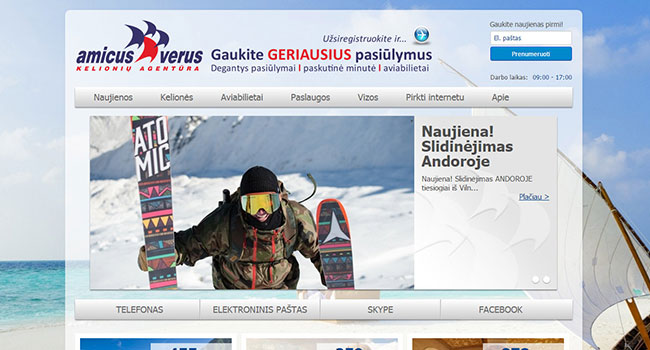 amicus verus
KELIONIŲ AGENTŪRA
Užsiregistruokite ir...
Gaukite GERIAUSIUS pasiūlymus
Degantys pasiūlymai I paskutinė minutė I aviabilietai
Gaukite naujienas pirmi!
El. paštas
Prenumeruoti
Darbo laikas: 09:00 - 17:00
Naujienos Kelionės Aviabilietai Paslaugos Vizos Pirkti internetu Apie
ATOMIC
Naujiena!
Slidinėjimas
Andoroje
Naujiena! Slidinėjimas ANDOROJE
tiesiogiai iš Viln...
Plačiau >
TELEFONAS ELEKTRONINIS PAŠTAS SKYPE FACEBOOK